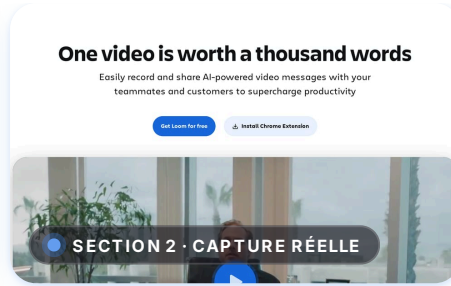 One video is worth a thousand words
Easily record and share AI-powered video messages with your
teammates and customers to supercharge productivity
Get Loom for free
Install Chrome Extension
SECTION 2 · CAPTURE RÉELLE